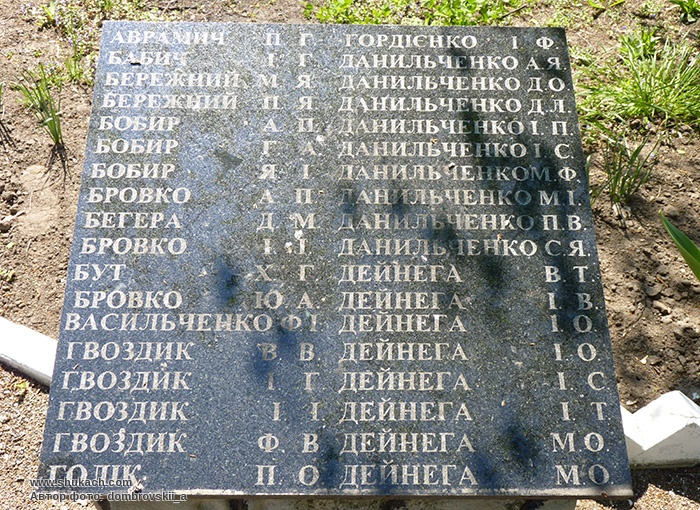 АВРАМИЧ П. Г. ГОРДІЄНКО І. Ф.
БАБИЧ І. Г. ДАНИЛЬЧЕНКО А.Я.
БЕРЕЖНИЙ М. Я. ДАНИЛЬЧЕНКО Д.О.
БЕРЕЖНИЙ П. Я. ДАНИЛЬЧЕНКО Д.Л.
БОБИР А. П. ДАНИЛЬЧЕНКО І. П.
БОБИР Г. А. ДАНИЛЬЧЕНКО І. С.
БОБИР Я. І. ДАНИЛЬЧЕНКО М.Ф.
БРОВКО А. П. ДАНИЛЬЧЕНКО М.І.
БЕГЕРА Д. М. ДАНИЛЬЧЕНКО П.В.
БРОВКО І. І. ДАНИЛЬЧЕНКО С.Я.
БУТ Х. Г. ДЕЙНЕГА В. Т.
БРОВКО Ю. А. ДЕЙНЕГА І. В.
ВАСИЛЬЧЕНКО Ф.І. ДЕЙНЕГА І. О.
ГВОЗДИК В. В. ДЕЙНЕГА І. О.
ГВОЗДИК І. Г. ДЕЙНЕГА І. С.
ГВОЗДИК І. І. ДЕЙНЕГА І. Т.
ГВОЗДИК Ф. В. ДЕЙНЕГА М.О.
ГОЛІК. П. О. ДЕЙНЕГА М.О.
www.shukach.com
Автор фото: dombrovskii_a